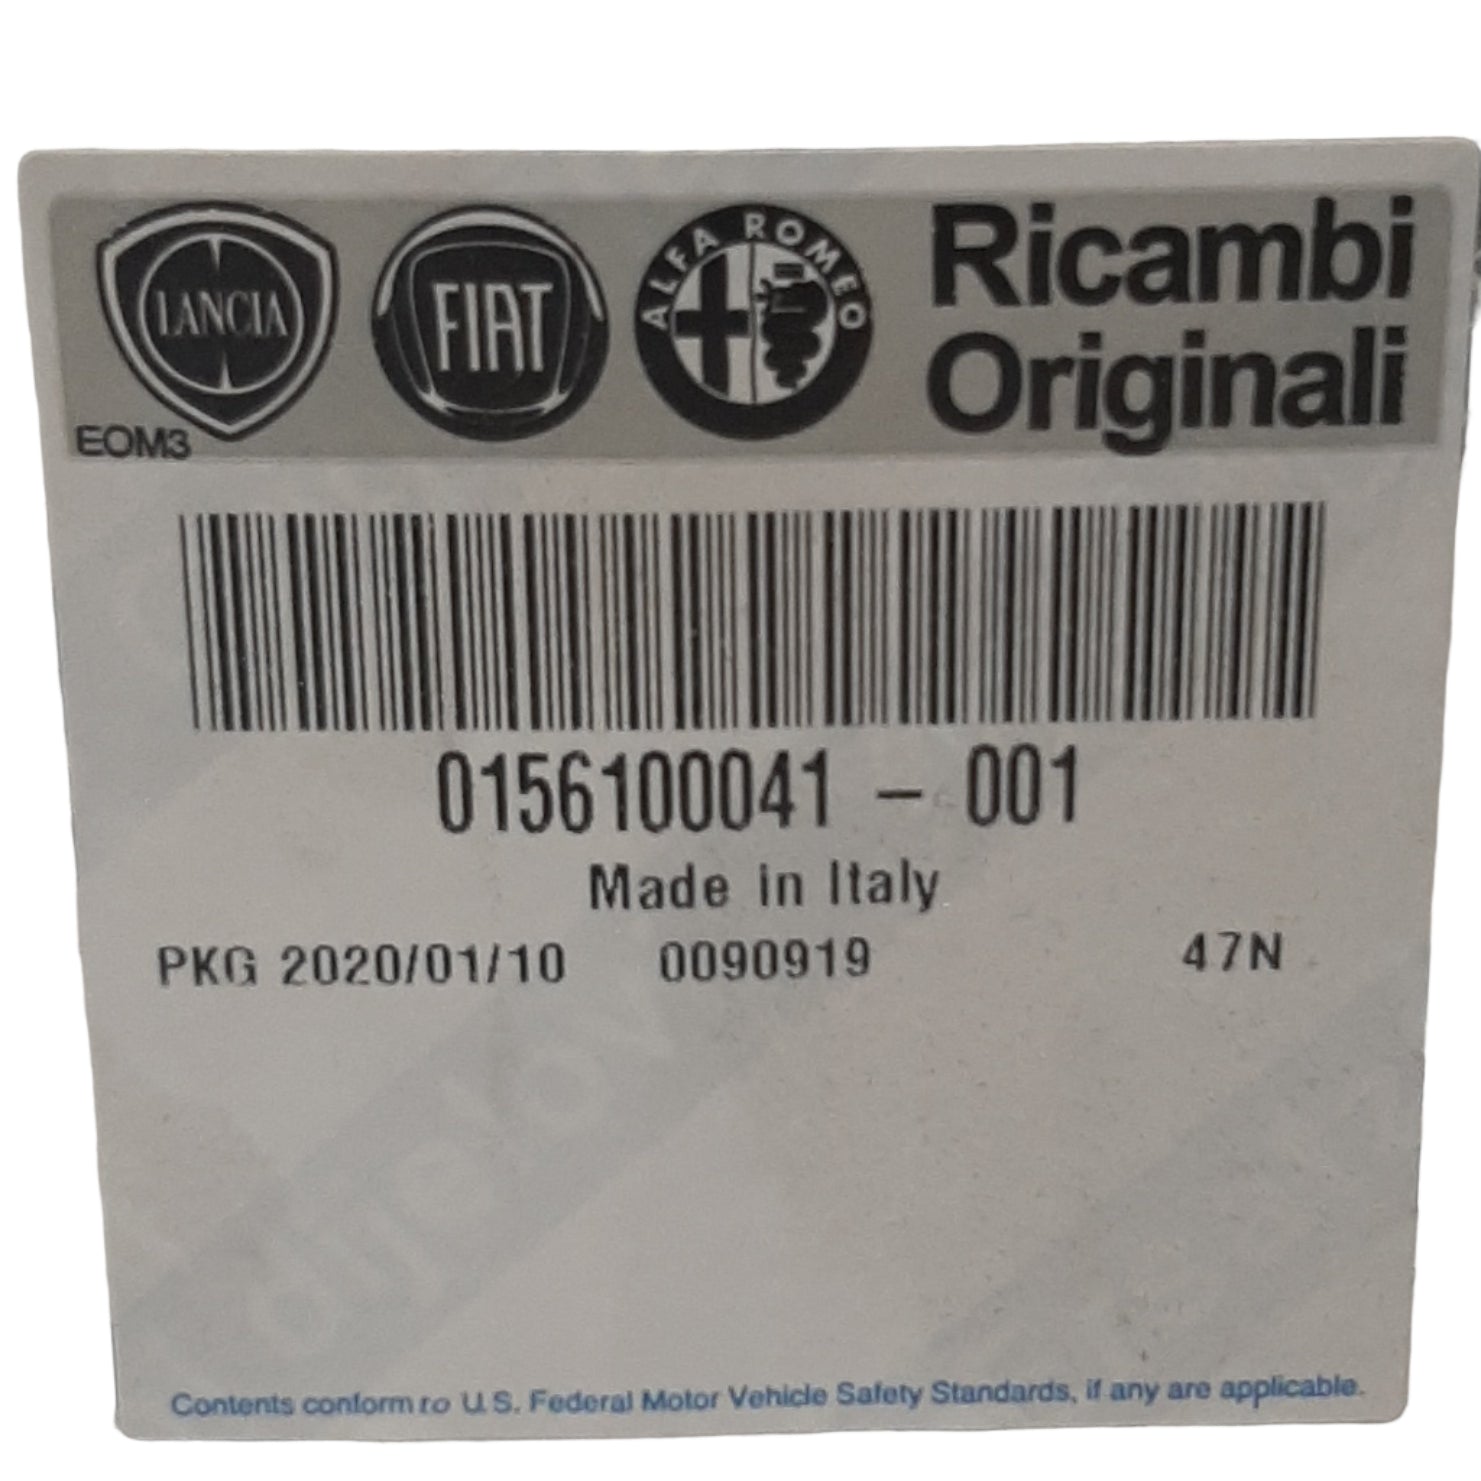 LANCIA
FIAT
ALFA ROMEO
Ricambi
Originali
EOM3
0156100041 - 001
Made in Italy
PKG 2020/01/10 0090919 47N
Contents conform to U.S. Federal Motor Vehicle Safety Standards, if any are applicable.